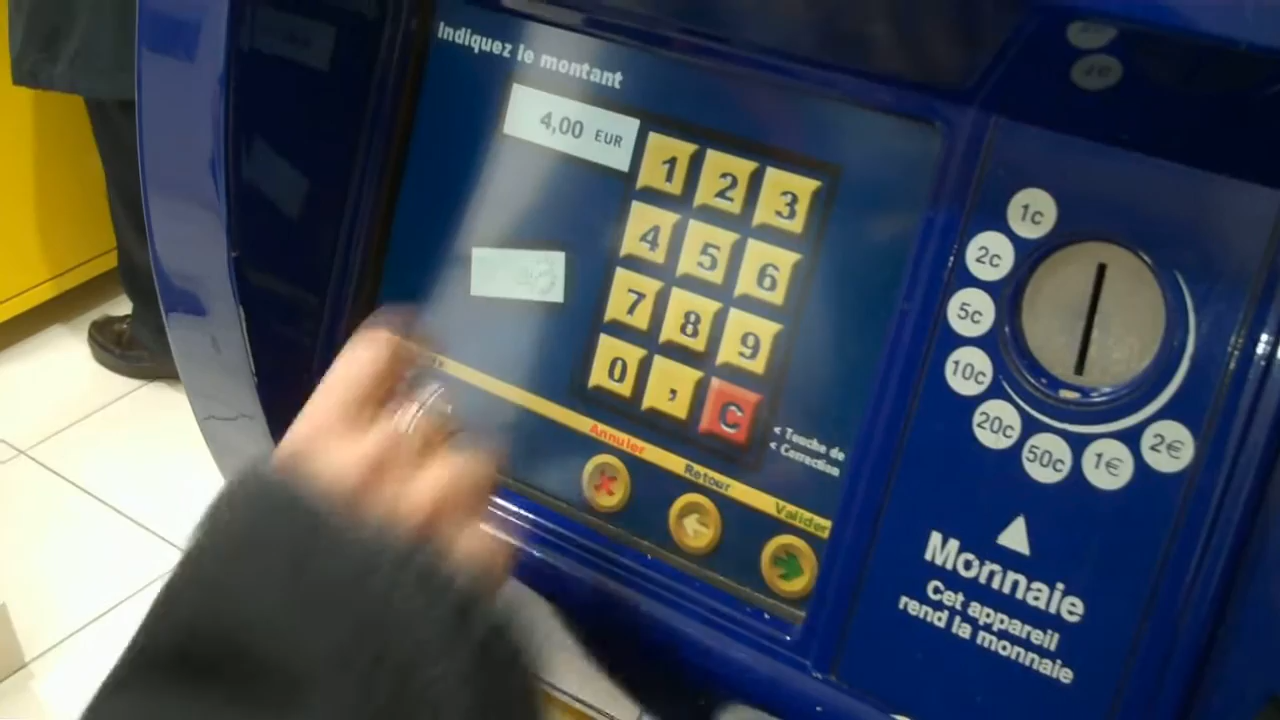 Indiquez le montant
4,00 EUR
1 2 3
4 5 6
7 8 9
0 , C
< Touche de
< Correction
Annuler
Retour
Valider
1c
2c
5c
10c
20c
50c
1€
2€
Monnaie
Cet appareil
rend la monnaie